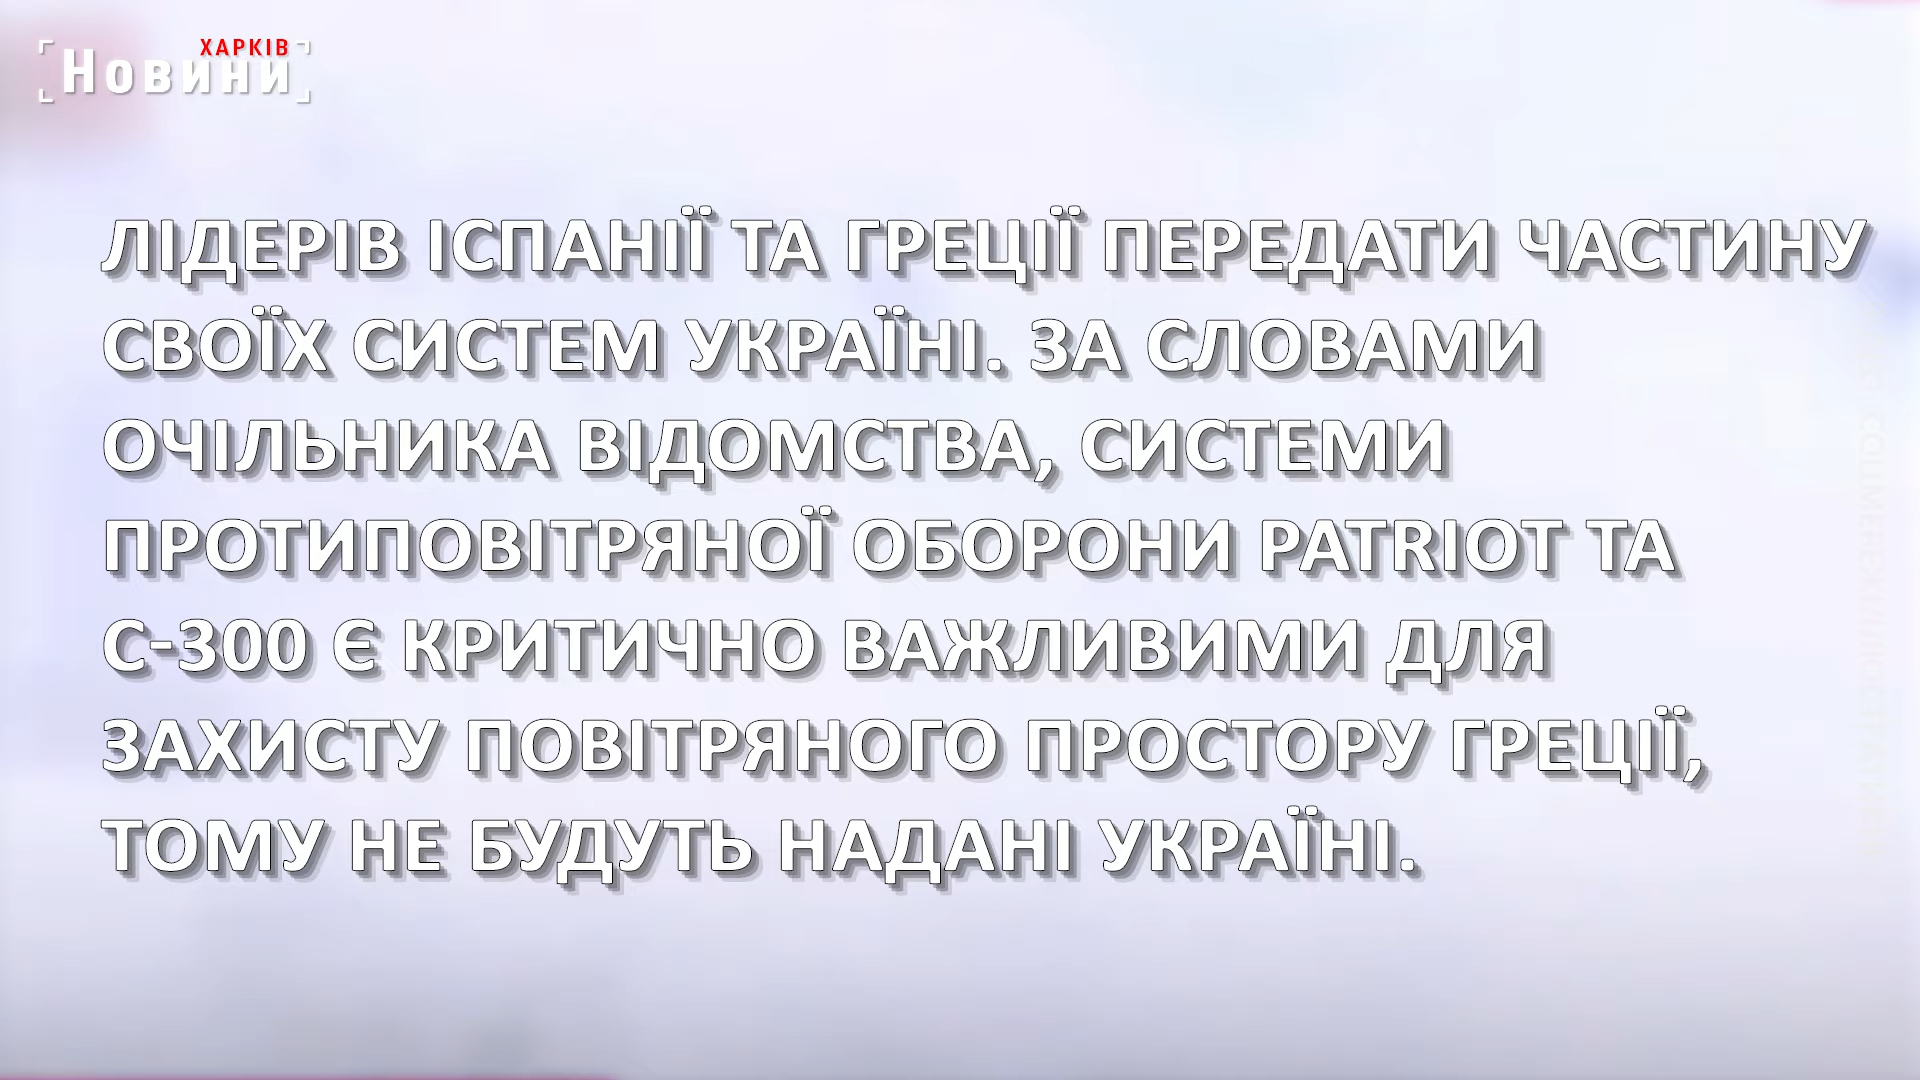 ХАРКІВ
Новини
ЛІДЕРІВ ІСПАНІЇ ТА ГРЕЦІЇ ПЕРЕДАТИ ЧАСТИНУ
СВОЇХ СИСТЕМ УКРАЇНІ. ЗА СЛОВАМИ
ОЧІЛЬНИКА ВІДОМСТВА, СИСТЕМИ
ПРОТИПОВІТРЯНОЇ ОБОРОНИ PATRIOT ТА
С-300 Є КРИТИЧНО ВАЖЛИВИМИ ДЛЯ
ЗАХИСТУ ПОВІТРЯНОГО ПРОСТОРУ ГРЕЦІЇ,
ТОМУ НЕ БУДУТЬ НАДАНІ УКРАЇНІ.